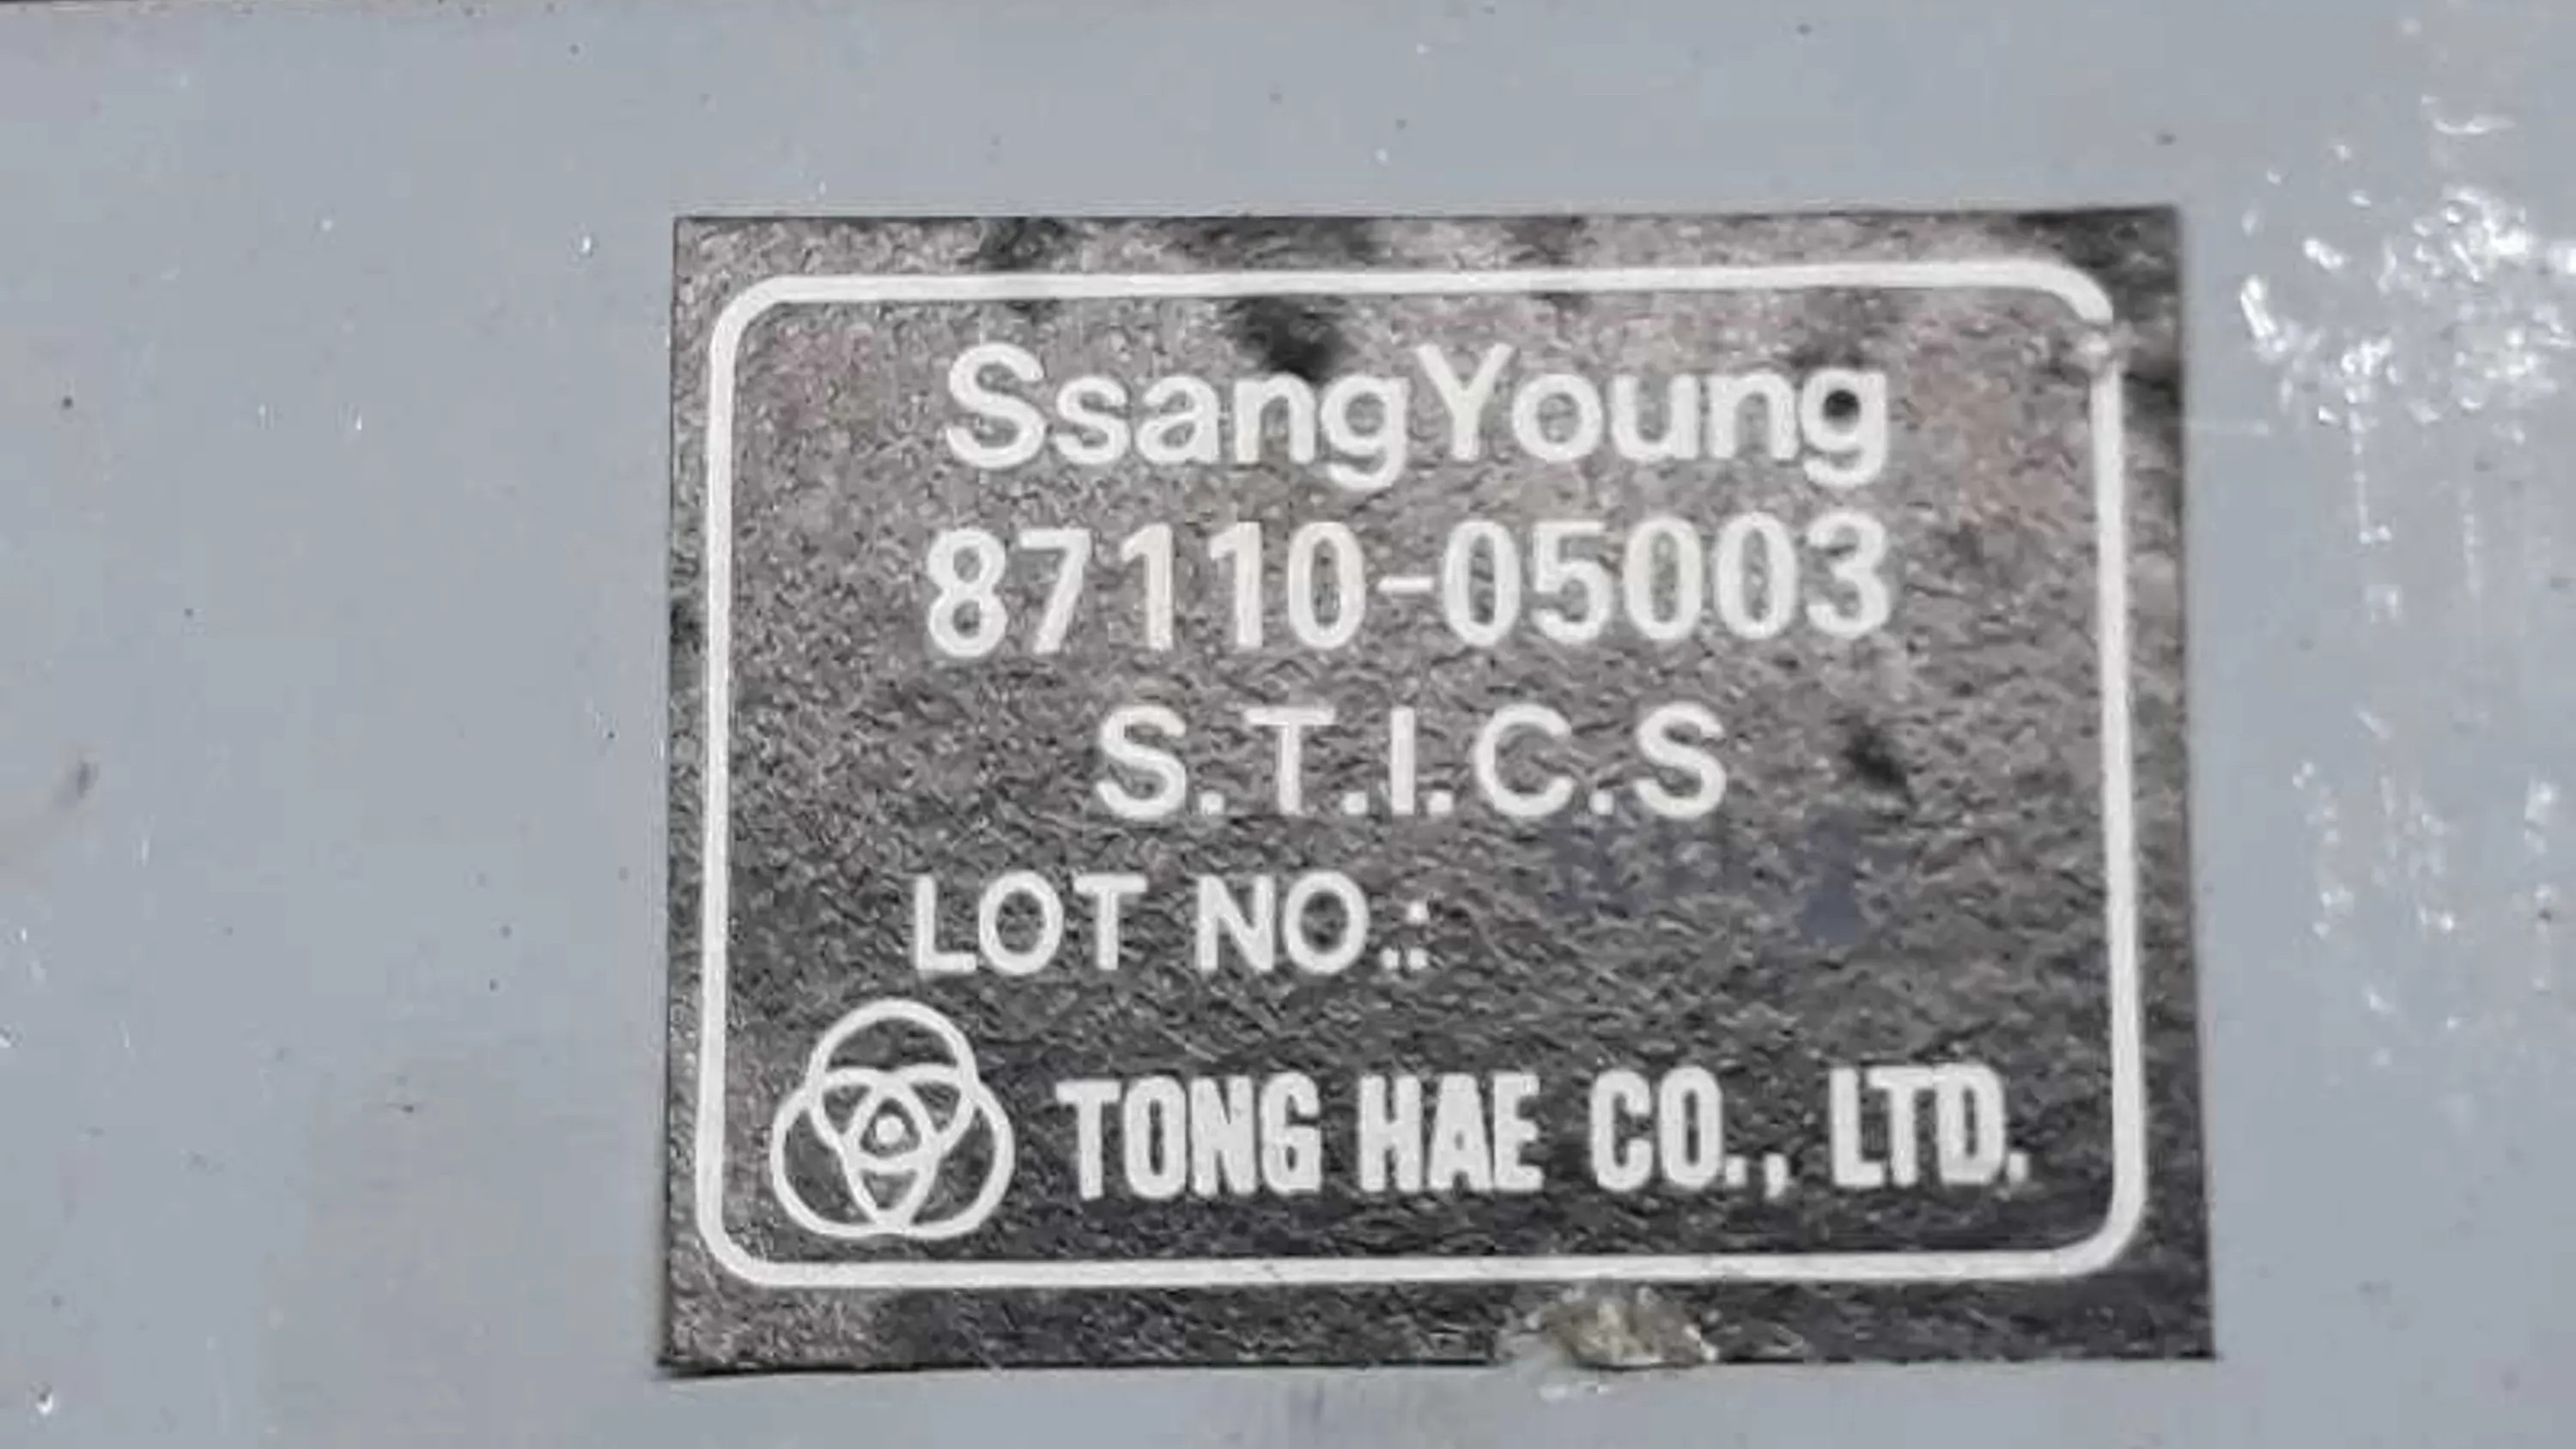 SsangYoung
87110-05003
S.T.I.C.S
LOT NO.:
TONG HAE CO., LTD.